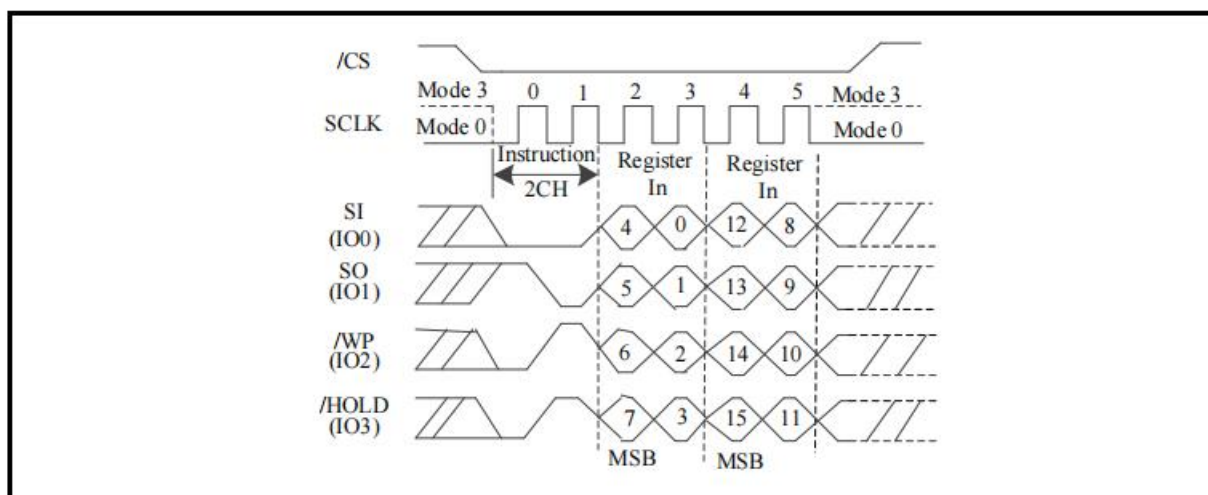 /CS
Mode 3 0 1 2 3 4 5 Mode 3
SCLK
Mode 0 Mode 0
Instruction Register Register
2CH In In
SI 4 0 12 8
(IO0)
SO 5 1 13 9
(IO1)
/WP 6 2 14 10
(IO2)
/HOLD 7 3 15 11
(IO3)
MSB MSB